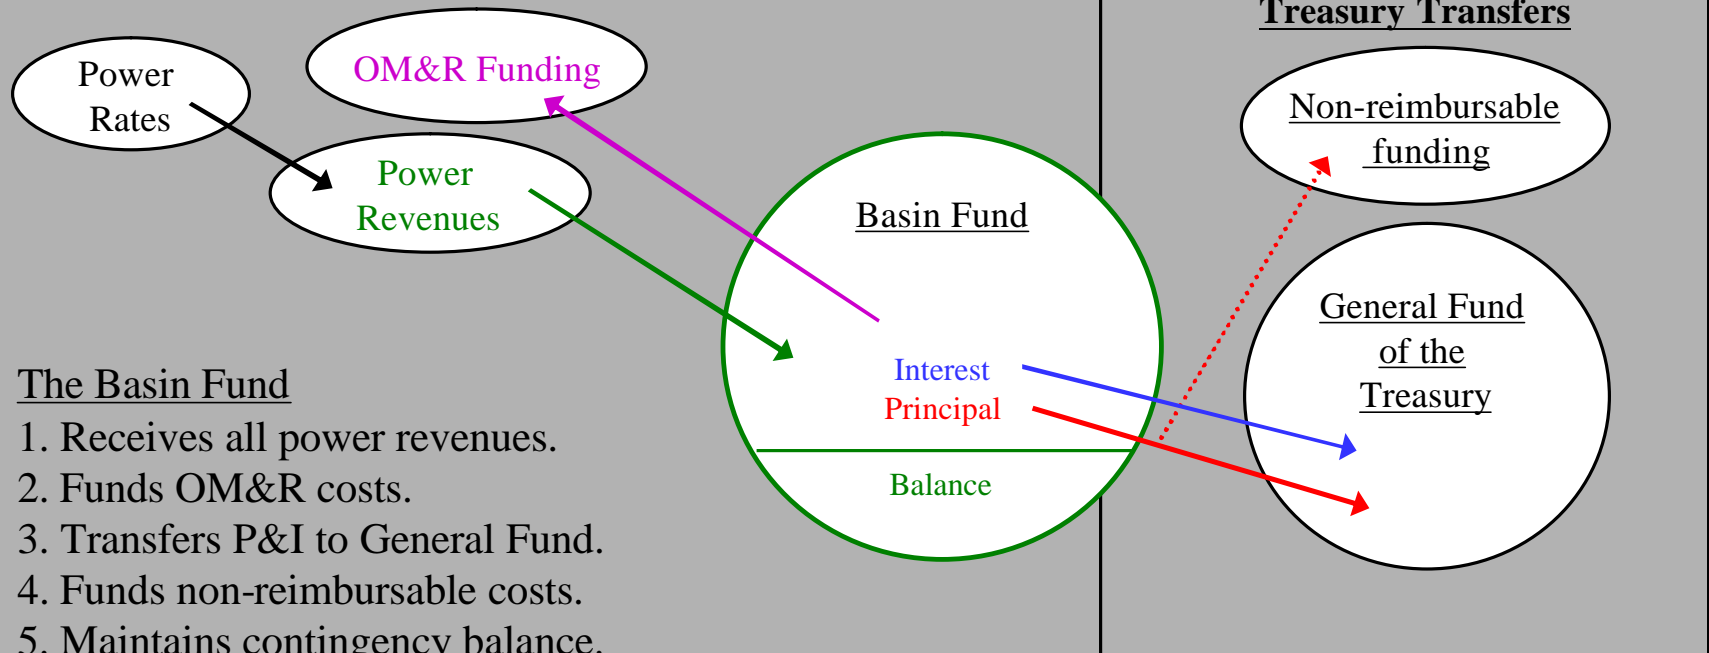 Treasury Transfers
Power
Rates
OM&R Funding
Power
Revenues
Non-reimbursable
funding
Basin Fund
General Fund
of the
Treasury
Interest
Principal
Balance
The Basin Fund
1. Receives all power revenues.
2. Funds OM&R costs.
3. Transfers P&I to General Fund.
4. Funds non-reimbursable costs.
5. Maintains contingency balance.